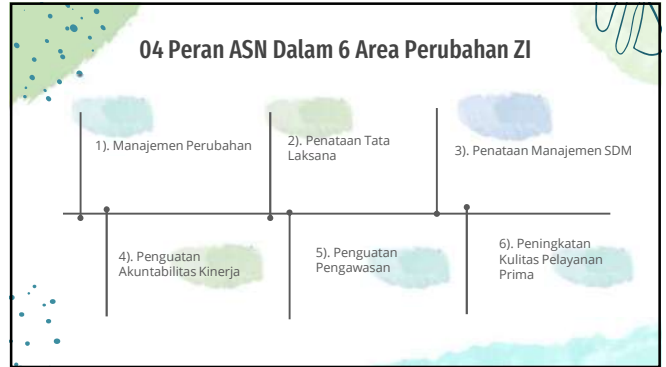 04 Peran ASN Dalam 6 Area Perubahan ZI
1). Manajemen Perubahan
2). Penataan Tata
Laksana
3). Penataan Manajemen SDM
4). Penguatan
Akuntabilitas Kinerja
5). Penguatan
Pengawasan
6). Peningkatan
Kulitas Pelayanan
Prima